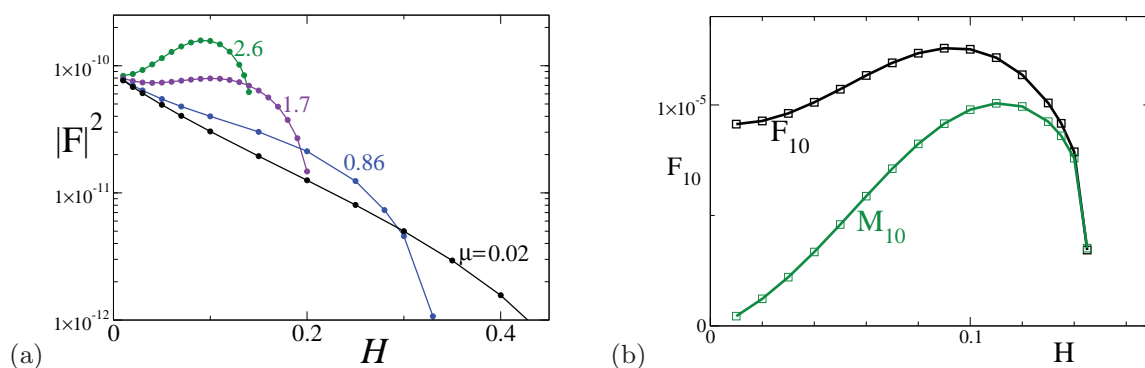 1×10⁻¹⁰
2.6
1.7
|F|²
0.86
1×10⁻¹¹
μ=0.02
1×10⁻¹²
0
0.2
0.4
(a)
H
1×10⁻⁵
F₁₀
F₁₀
M₁₀
0
0
0.1
(b)
H